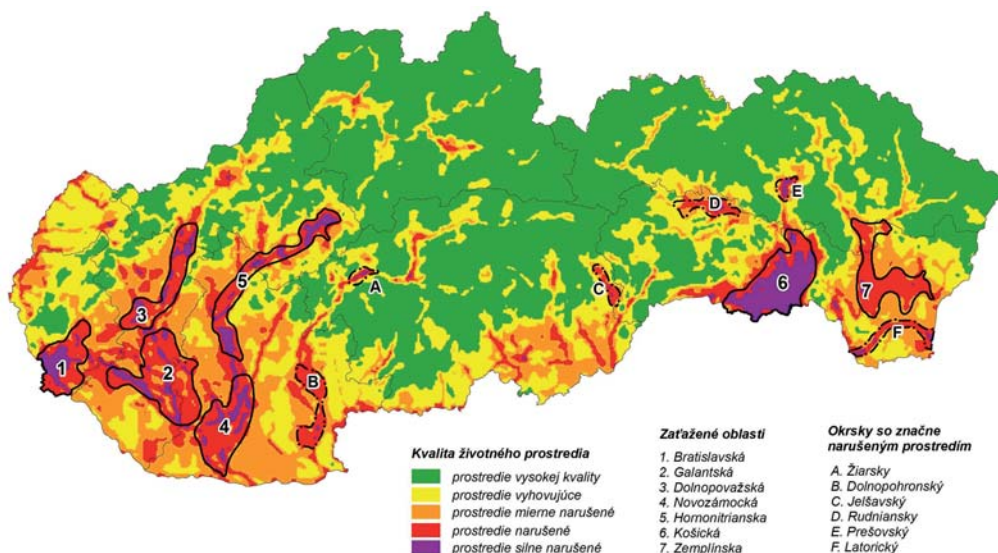 E
D
5
A
C
6
7
3
F
1
2
B
4
Kvalita životného prostredia
prostredie vysokej kvality
prostredie vyhovujúce
prostredie mierne narušené
prostredie narušené
prostredie silne narušené
Zaťažené oblasti
1. Bratislavská
2. Galantská
3. Dolnopovažská
4. Novozámocká
5. Hornonitrianska
6. Košická
7. Zemplínska
Okrsky so značne
narušeným prostredím
A. Žiarsky
B. Dolnopohronský
C. Jelšavský
D. Rudniansky
E. Prešovský
F. Latorický